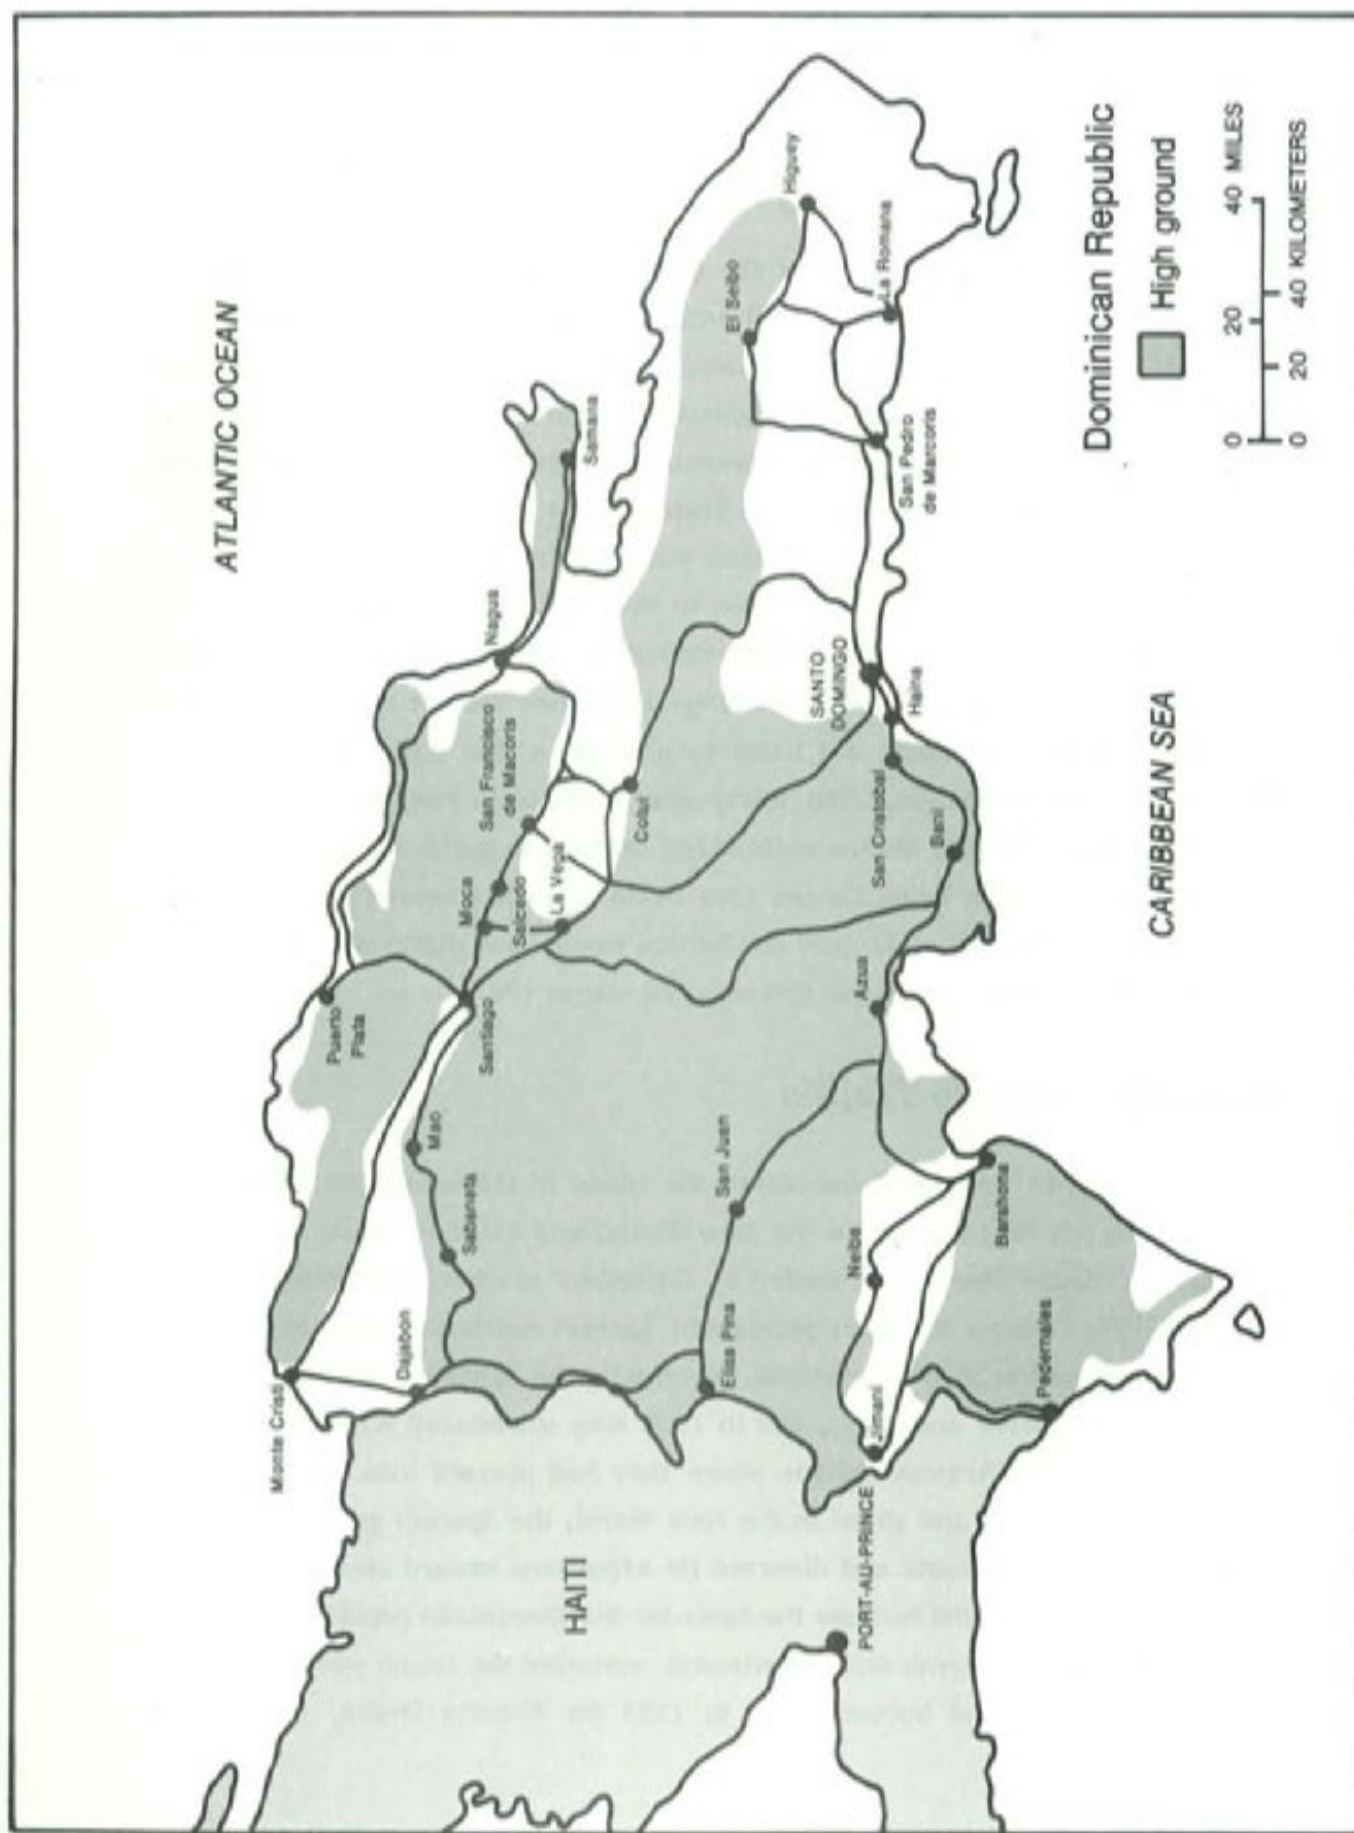 ATLANTIC OCEAN
Monte Cristi
Puerto
Plata
Dajabon
Mao
Sabaneta
Santiago
Moca
Salcedo
La Vega
San Francisco
de Macoris
Nagua
Samana
Cotui
HAITI
Elias Pina
San Juan
El Seibo
Higuey
La Romana
San Pedro
de Marcoris
SANTO
DOMINGO
Haina
San Cristobal
Bani
Azua
Neiba
Jimani
PORT-AU-PRINCE
Barahona
Pedernales
CARIBBEAN SEA
Dominican Republic
High ground
0 20 40 MILES
0 20 40 KILOMETERS